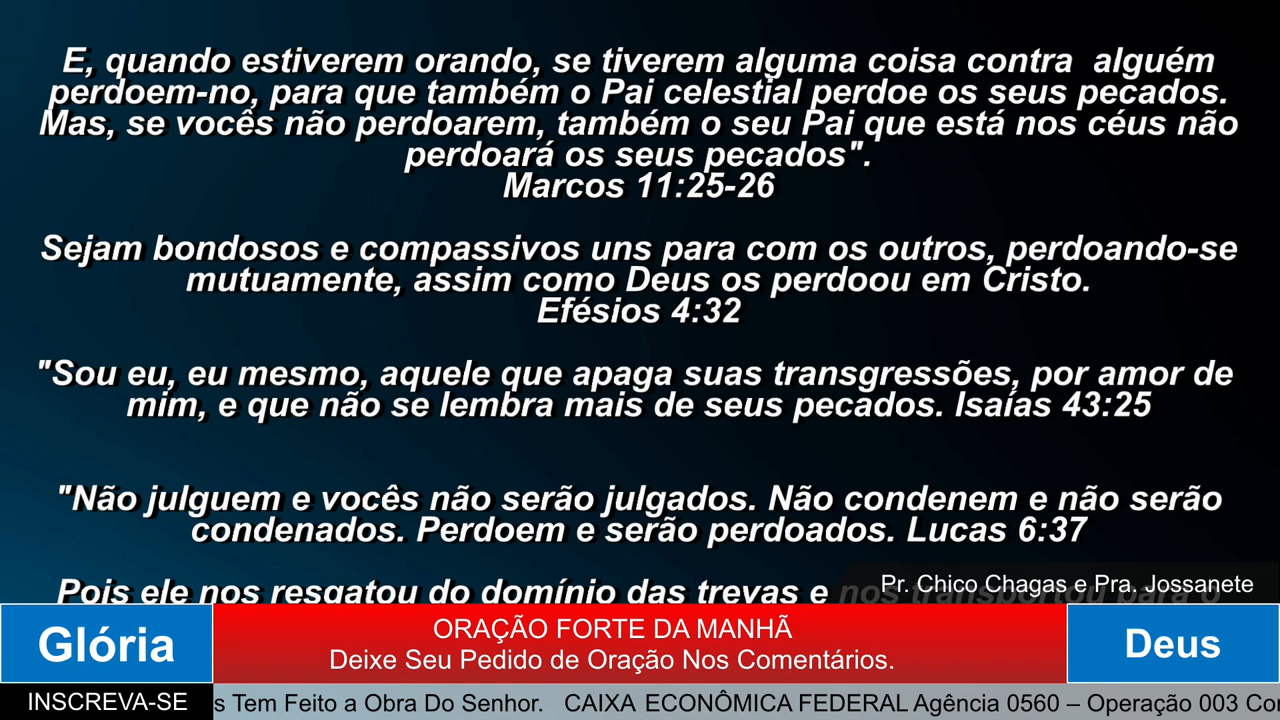 E, quando estiverem orando, se tiverem alguma coisa contra alguém
perdoem-no, para que também o Pai celestial perdoe os seus pecados.
Mas, se vocês não perdoarem, também o seu Pai que está nos céus não
perdoará os seus pecados".
Marcos 11:25-26
Sejam bondosos e compassivos uns para com os outros, perdoando-se
mutuamente, assim como Deus os perdoou em Cristo.
Efésios 4:32
"Sou eu, eu mesmo, aquele que apaga suas transgressões, por amor de
mim, e que não se lembra mais de seus pecados. Isaías 43:25
"Não julguem e vocês não serão julgados. Não condenem e não serão
condenados. Perdoem e serão perdoados. Lucas 6:37
Pois ele nos resgatou do domínio das trevas e nos transportou para o
Pr. Chico Chagas e Pra. Jossanete
Glória
ORAÇÃO FORTE DA MANHÃ
Deixe Seu Pedido de Oração Nos Comentários.
Deus
INSCREVA-SE
s Tem Feito a Obra Do Senhor. CAIXA ECONÔMICA FEDERAL Agência 0560 – Operação 003 Co